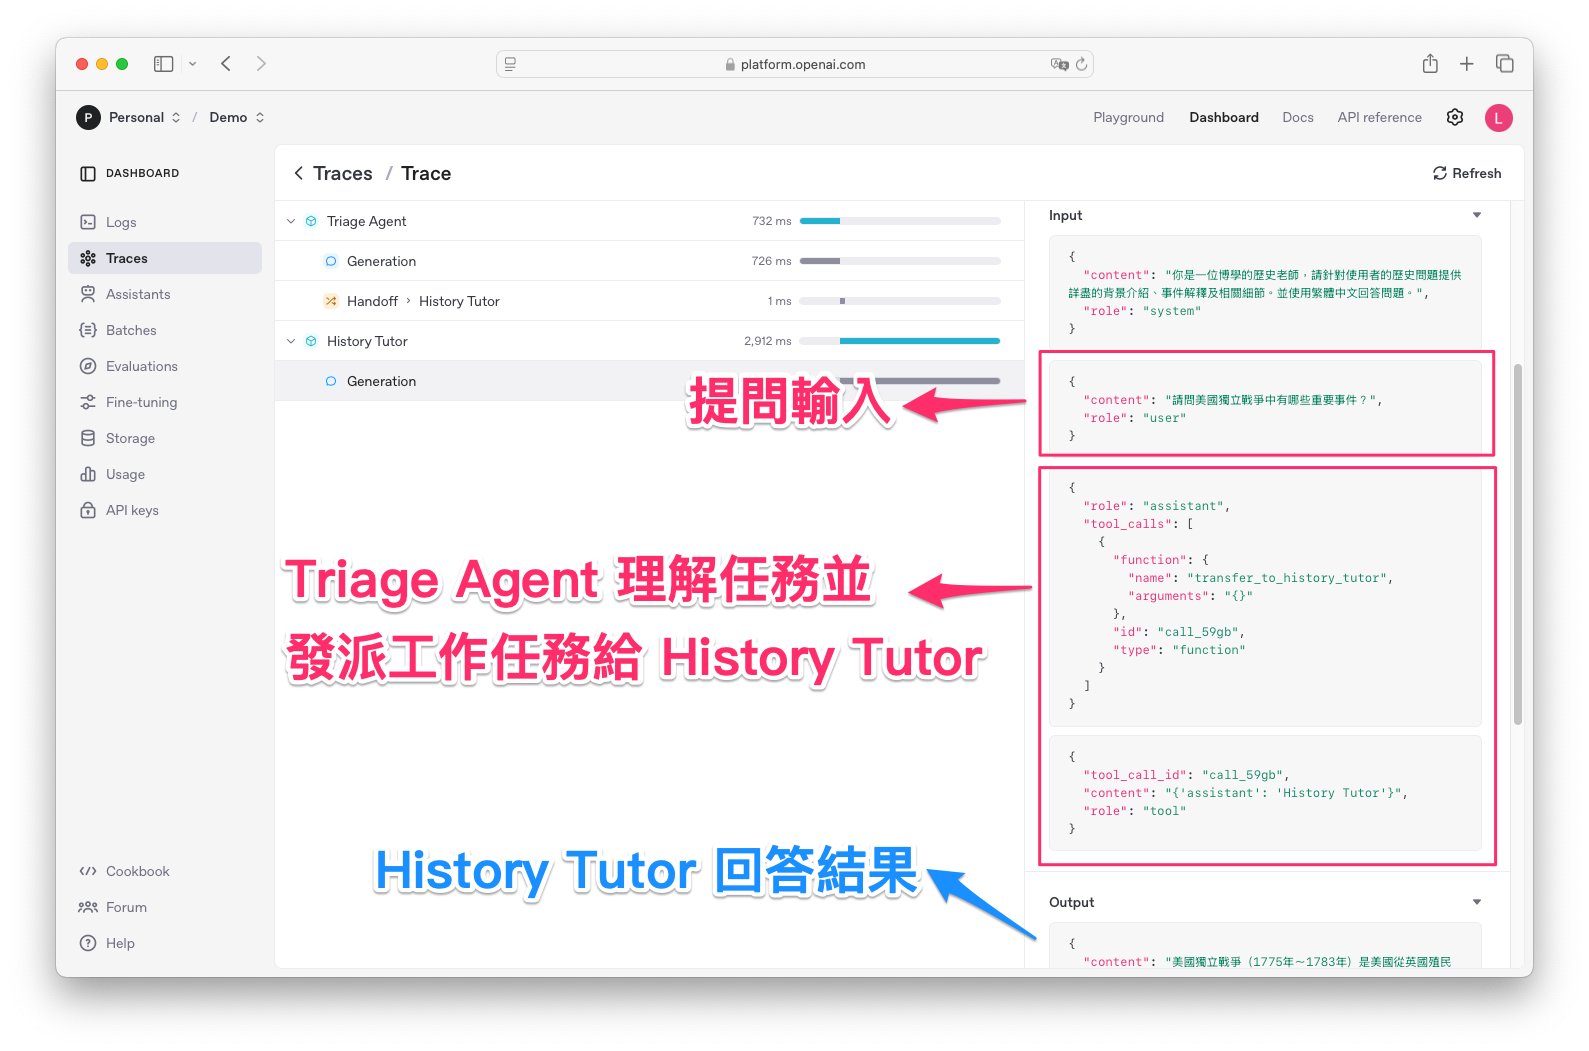 platform.openai.com
P Personal / Demo
Playground Dashboard Docs API reference L
DASHBOARD
Logs
Traces
Assistants
Batches
Evaluations
Fine-tuning
Storage
Usage
API keys
Cookbook
Forum
Help
Traces / Trace
Refresh
Triage Agent 732 ms
Generation 726 ms
Handoff › History Tutor 1 ms
History Tutor 2,912 ms
Generation
提問輸入
Triage Agent 理解任務並
發派工作任務給 History Tutor
History Tutor 回答結果
Input
{
"content": "你是一位博學的歷史老師，請針對使用者的歷史問題提供
詳盡的背景介紹、事件解釋及相關細節。並使用繁體中文回答問題。",
"role": "system"
}
{
"content": "請問美國獨立戰爭中有哪些重要事件？",
"role": "user"
}
{
"role": "assistant",
"tool_calls": [
{
"function": {
"name": "transfer_to_history_tutor",
"arguments": "{}"
},
"id": "call_59gb",
"type": "function"
}
]
}
{
"tool_call_id": "call_59gb",
"content": "{'assistant': 'History Tutor'}",
"role": "tool"
}
Output
{
"content": "美國獨立戰爭（1775年～1783年）是美國從英國殖民